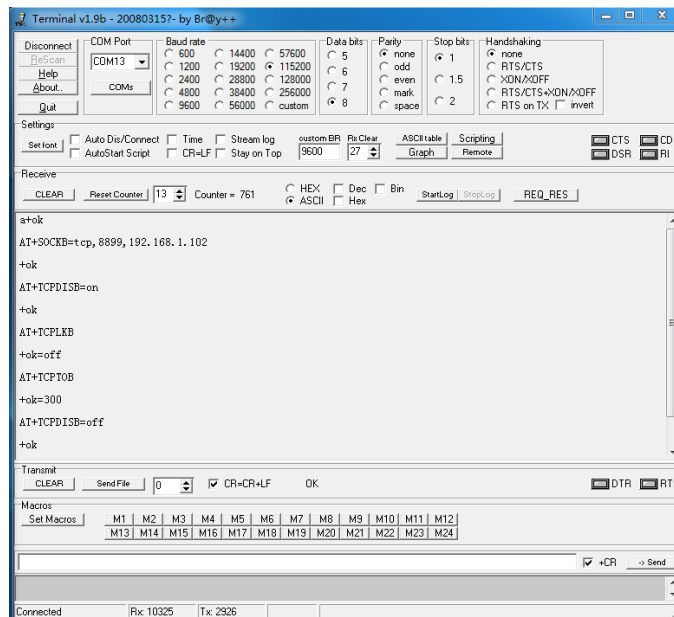 Terminal v1.9b - 20080315?- by Br@y++
Disconnect
ReScan
Help
About..
Quit
COM Port
COM13
COMs
Baud rate
600 14400 57600
1200 19200 115200
2400 28800 128000
4800 38400 256000
9600 56000 custom
Data bits
5
6
7
8
Parity
none
odd
even
mark
space
Stop bits
1
1.5
2
Handshaking
none
RTS/CTS
XON/XOFF
RTS/CTS+XON/XOFF
RTS on TX invert
Settings
Set font
Auto Dis/Connect Time Stream log
AutoStart Script CR=LF Stay on Top
custom BR Rx Clear
9600 27
ASCII table Scripting
Graph Remote
CTS CD
DSR RI
Receive
CLEAR Reset Counter 13 Counter = 761
HEX Dec Bin
ASCII Hex
StartLog StopLog REQ_RES
a+ok
AT+SOCKB=tcp,8899,192.168.1.102
+ok
AT+TCPDISB=on
+ok
AT+TCPLKB
+ok=off
AT+TCPTOB
+ok=300
AT+TCPDISB=off
+ok
Transmit
CLEAR Send File 0 CR=CR+LF OK DTR RT
Macros
Set Macros
M1 M2 M3 M4 M5 M6 M7 M8 M9 M10 M11 M12
M13 M14 M15 M16 M17 M18 M19 M20 M21 M22 M23 M24
+CR -> Send
Connected Rx: 10325 Tx: 2926